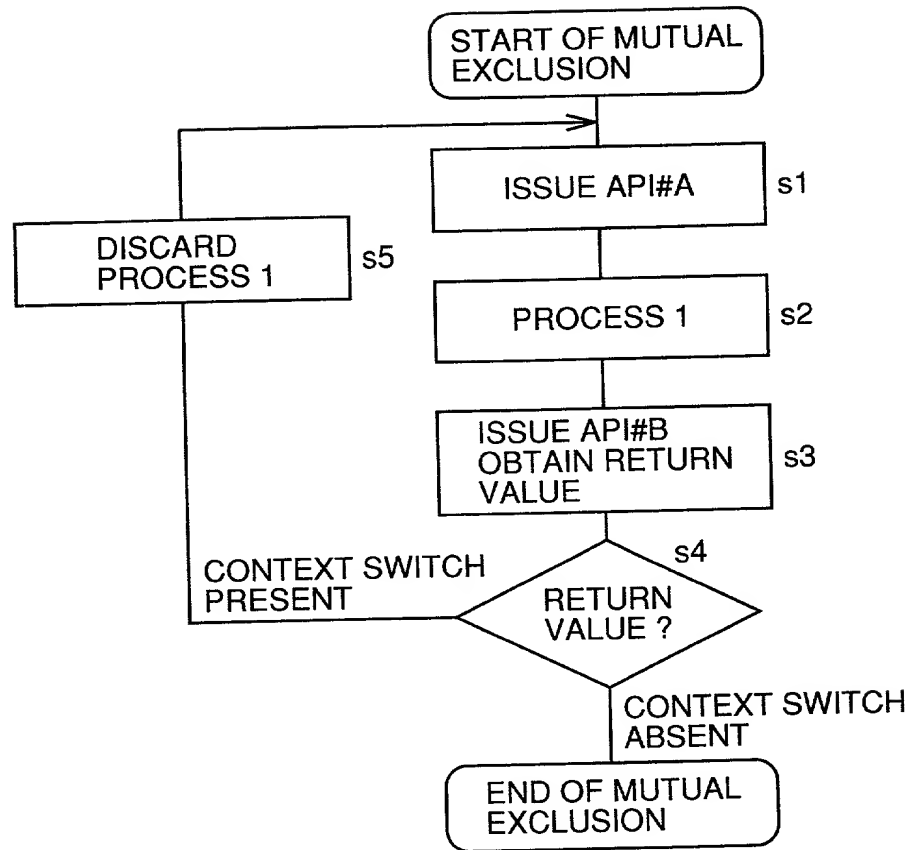 START OF MUTUAL
EXCLUSION
ISSUE API#A
s1
DISCARD
PROCESS 1
s5
PROCESS 1
s2
ISSUE API#B
OBTAIN RETURN
VALUE
s3
s4
CONTEXT SWITCH
PRESENT
RETURN
VALUE ?
CONTEXT SWITCH
ABSENT
END OF MUTUAL
EXCLUSION